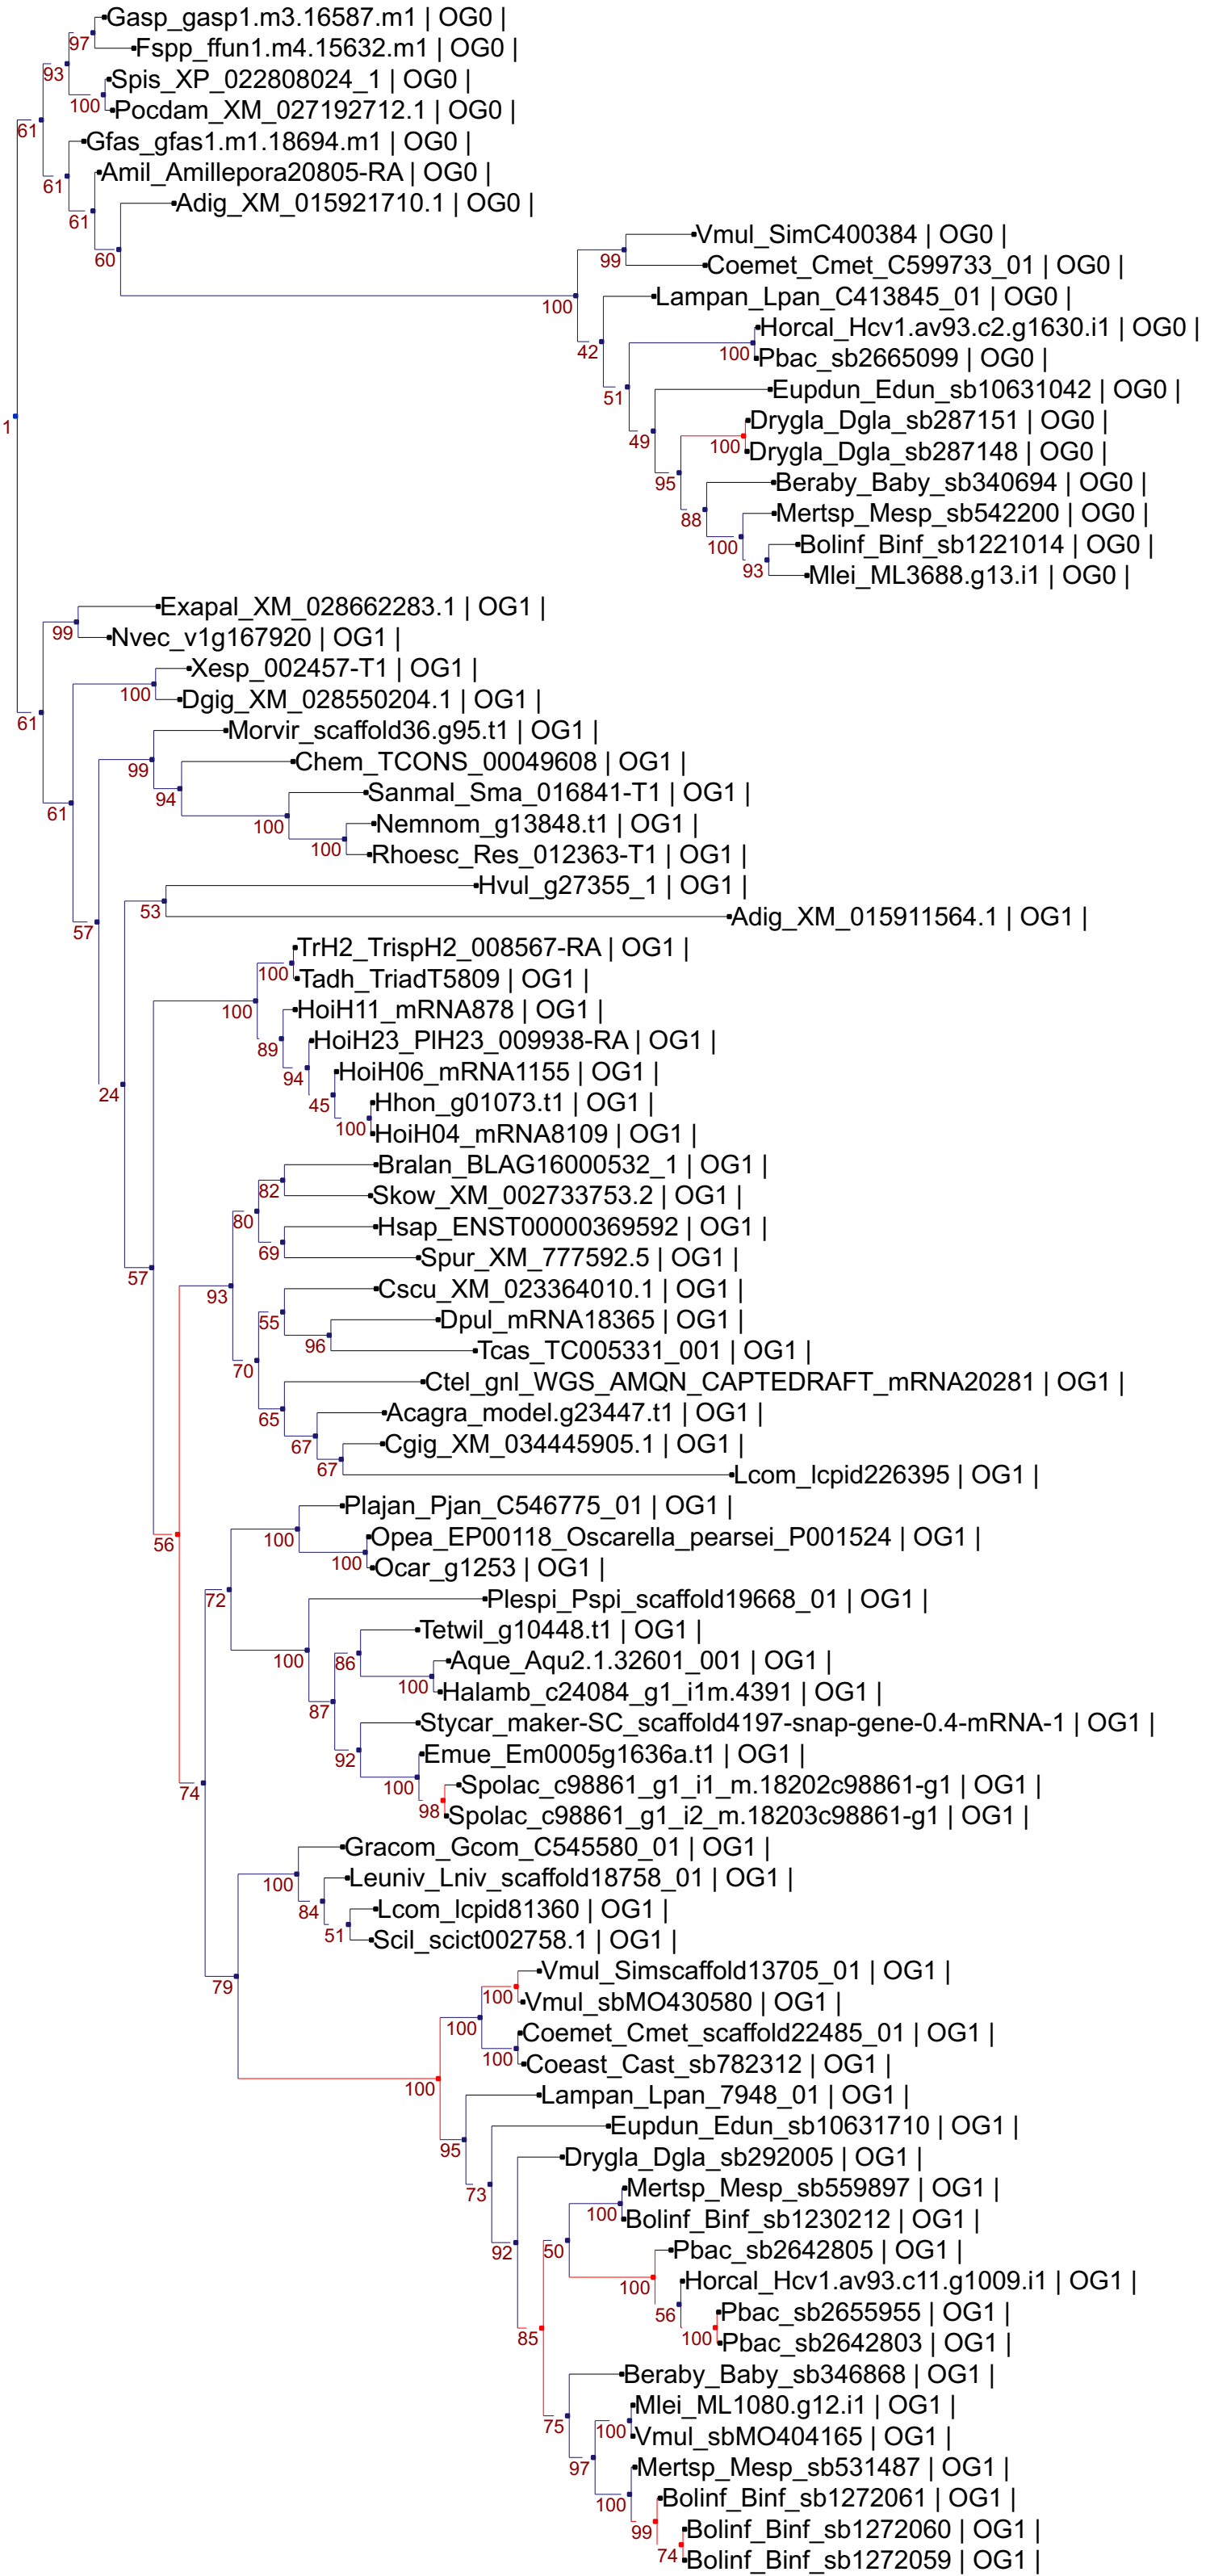 Gasp_gasp1.m3.16587.m1 | OG0 |
97
Fspp_ffun1.m4.15632.m1 | OG0 |
93
Spis_XP_022808024_1 | OG0 |
100
Pocdam_XM_027192712.1 | OG0 |
61
Gfas_gfas1.m1.18694.m1 | OG0 |
61
Amil_Amillepora20805-RA | OG0 |
61
Adig_XM_015921710.1 | OG0 |
60
Vmul_SimC400384 | OG0 |
99
Coemet_Cmet_C599733_01 | OG0 |
100
Lampan_Lpan_C413845_01 | OG0 |
42
Horcal_Hcv1.av93.c2.g1630.i1 | OG0 |
100
Pbac_sb2665099 | OG0 |
51
Eupdun_Edun_sb10631042 | OG0 |
49
Drygla_Dgla_sb287151 | OG0 |
100
Drygla_Dgla_sb287148 | OG0 |
95
Beraby_Baby_sb340694 | OG0 |
88
Mertsp_Mesp_sb542200 | OG0 |
100
Bolinf_Binf_sb1221014 | OG0 |
93
Mlei_ML3688.g13.i1 | OG0 |
1
Exapal_XM_028662283.1 | OG1 |
99
Nvec_v1g167920 | OG1 |
61
Xesp_002457-T1 | OG1 |
100
Dgig_XM_028550204.1 | OG1 |
61
Morvir_scaffold36.g95.t1 | OG1 |
99
Chem_TCONS_00049608 | OG1 |
94
Sanmal_Sma_016841-T1 | OG1 |
100
Nemnom_g13848.t1 | OG1 |
100
Rhoesc_Res_012363-T1 | OG1 |
57
Hvul_g27355_1 | OG1 |
53
Adig_XM_015911564.1 | OG1 |
24
TrH2_TrispH2_008567-RA | OG1 |
100
Tadh_TriadT5809 | OG1 |
100
HoiH11_mRNA878 | OG1 |
89
HoiH23_PlH23_009938-RA | OG1 |
94
HoiH06_mRNA1155 | OG1 |
45
Hhon_g01073.t1 | OG1 |
100
HoiH04_mRNA8109 | OG1 |
57
Bralan_BLAG16000532_1 | OG1 |
82
Skow_XM_002733753.2 | OG1 |
80
Hsap_ENST00000369592 | OG1 |
69
Spur_XM_777592.5 | OG1 |
93
Cscu_XM_023364010.1 | OG1 |
55
Dpul_mRNA18365 | OG1 |
96
Tcas_TC005331_001 | OG1 |
70
Ctel_gnl_WGS_AMQN_CAPTEDRAFT_mRNA20281 | OG1 |
65
Acagra_model.g23447.t1 | OG1 |
67
Cgig_XM_034445905.1 | OG1 |
67
Lcom_lcpid226395 | OG1 |
56
Plajan_Pjan_C546775_01 | OG1 |
100
Opea_EP00118_Oscarella_pearsei_P001524 | OG1 |
100
Ocar_g1253 | OG1 |
72
Plespi_Pspi_scaffold19668_01 | OG1 |
100
Tetwil_g10448.t1 | OG1 |
86
Aque_Aqu2.1.32601_001 | OG1 |
100
Halamb_c24084_g1_i1m.4391 | OG1 |
87
Stycar_maker-SC_scaffold4197-snap-gene-0.4-mRNA-1 | OG1 |
92
Emue_Em0005g1636a.t1 | OG1 |
100
Spolac_c98861_g1_i1_m.18202c98861-g1 | OG1 |
98
Spolac_c98861_g1_i2_m.18203c98861-g1 | OG1 |
74
Gracom_Gcom_C545580_01 | OG1 |
100
Leuniv_Lniv_scaffold18758_01 | OG1 |
84
Lcom_lcpid81360 | OG1 |
51
Scil_scict002758.1 | OG1 |
79
Vmul_Simscaffold13705_01 | OG1 |
100
Vmul_sbMO430580 | OG1 |
100
Coemet_Cmet_scaffold22485_01 | OG1 |
100
Coeast_Cast_sb782312 | OG1 |
100
Lampan_Lpan_7948_01 | OG1 |
95
Eupdun_Edun_sb10631710 | OG1 |
73
Drygla_Dgla_sb292005 | OG1 |
92
Mertsp_Mesp_sb559897 | OG1 |
100
Bolinf_Binf_sb1230212 | OG1 |
50
Pbac_sb2642805 | OG1 |
100
Horcal_Hcv1.av93.c11.g1009.i1 | OG1 |
56
Pbac_sb2655955 | OG1 |
100
Pbac_sb2642803 | OG1 |
85
Beraby_Baby_sb346868 | OG1 |
75
Mlei_ML1080.g12.i1 | OG1 |
100
Vmul_sbMO404165 | OG1 |
97
Mertsp_Mesp_sb531487 | OG1 |
100
Bolinf_Binf_sb1272061 | OG1 |
99
Bolinf_Binf_sb1272060 | OG1 |
74
Bolinf_Binf_sb1272059 | OG1 |